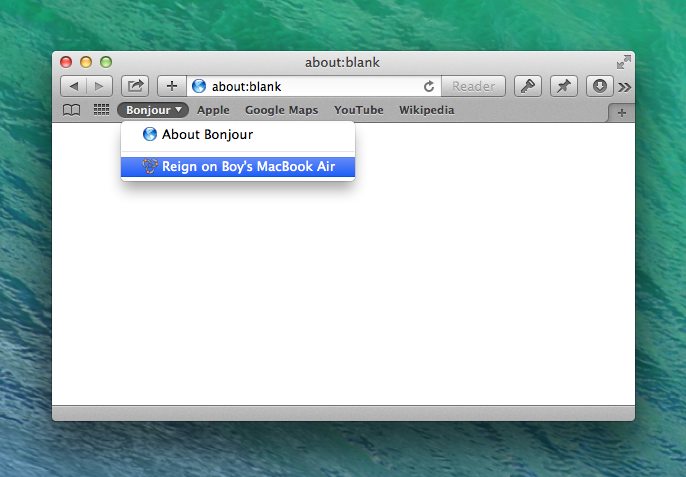 about:blank
about:blank Reader
Bonjour Apple Google Maps YouTube Wikipedia
About Bonjour
Reign on Boy's MacBook Air